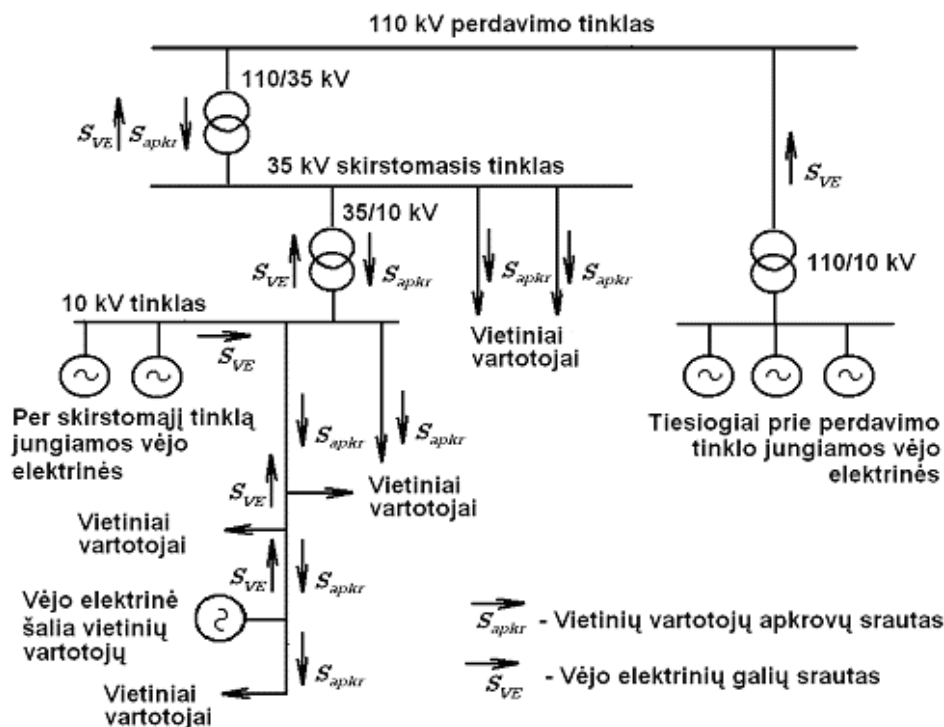 110 kV perdavimo tinklas
110/35 kV
S_VE S_apkr
35 kV skirstomasis tinklas
S_VE
35/10 kV
S_VE S_apkr
S_apkr S_apkr
110/10 kV
10 kV tinklas
S_VE
Vietiniai
vartotojai
Per skirstomąjį tinklą
jungiamos vėjo
elektrinės
S_apkr S_apkr
Tiesiogiai prie perdavimo
tinklo jungiamos vėjo
elektrinės
S_VE
Vietiniai
vartotojai
Vietiniai
vartotojai
S_VE S_apkr
Vėjo elektrinė
šalia vietinių
vartotojų
S_apkr
Vietiniai
vartotojai
S_apkr - Vietinių vartotojų apkrovų srautas
S_VE - Vėjo elektrinių galių srautas